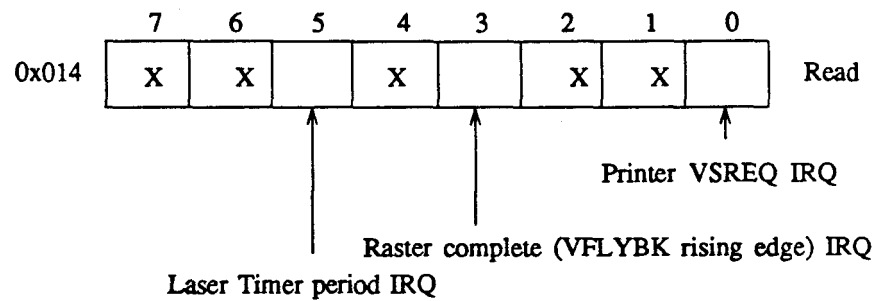 7 6 5 4 3 2 1 0
0x014 X X X X X Read
Printer VSREQ IRQ
Raster complete (VFLYBK rising edge) IRQ
Laser Timer period IRQ